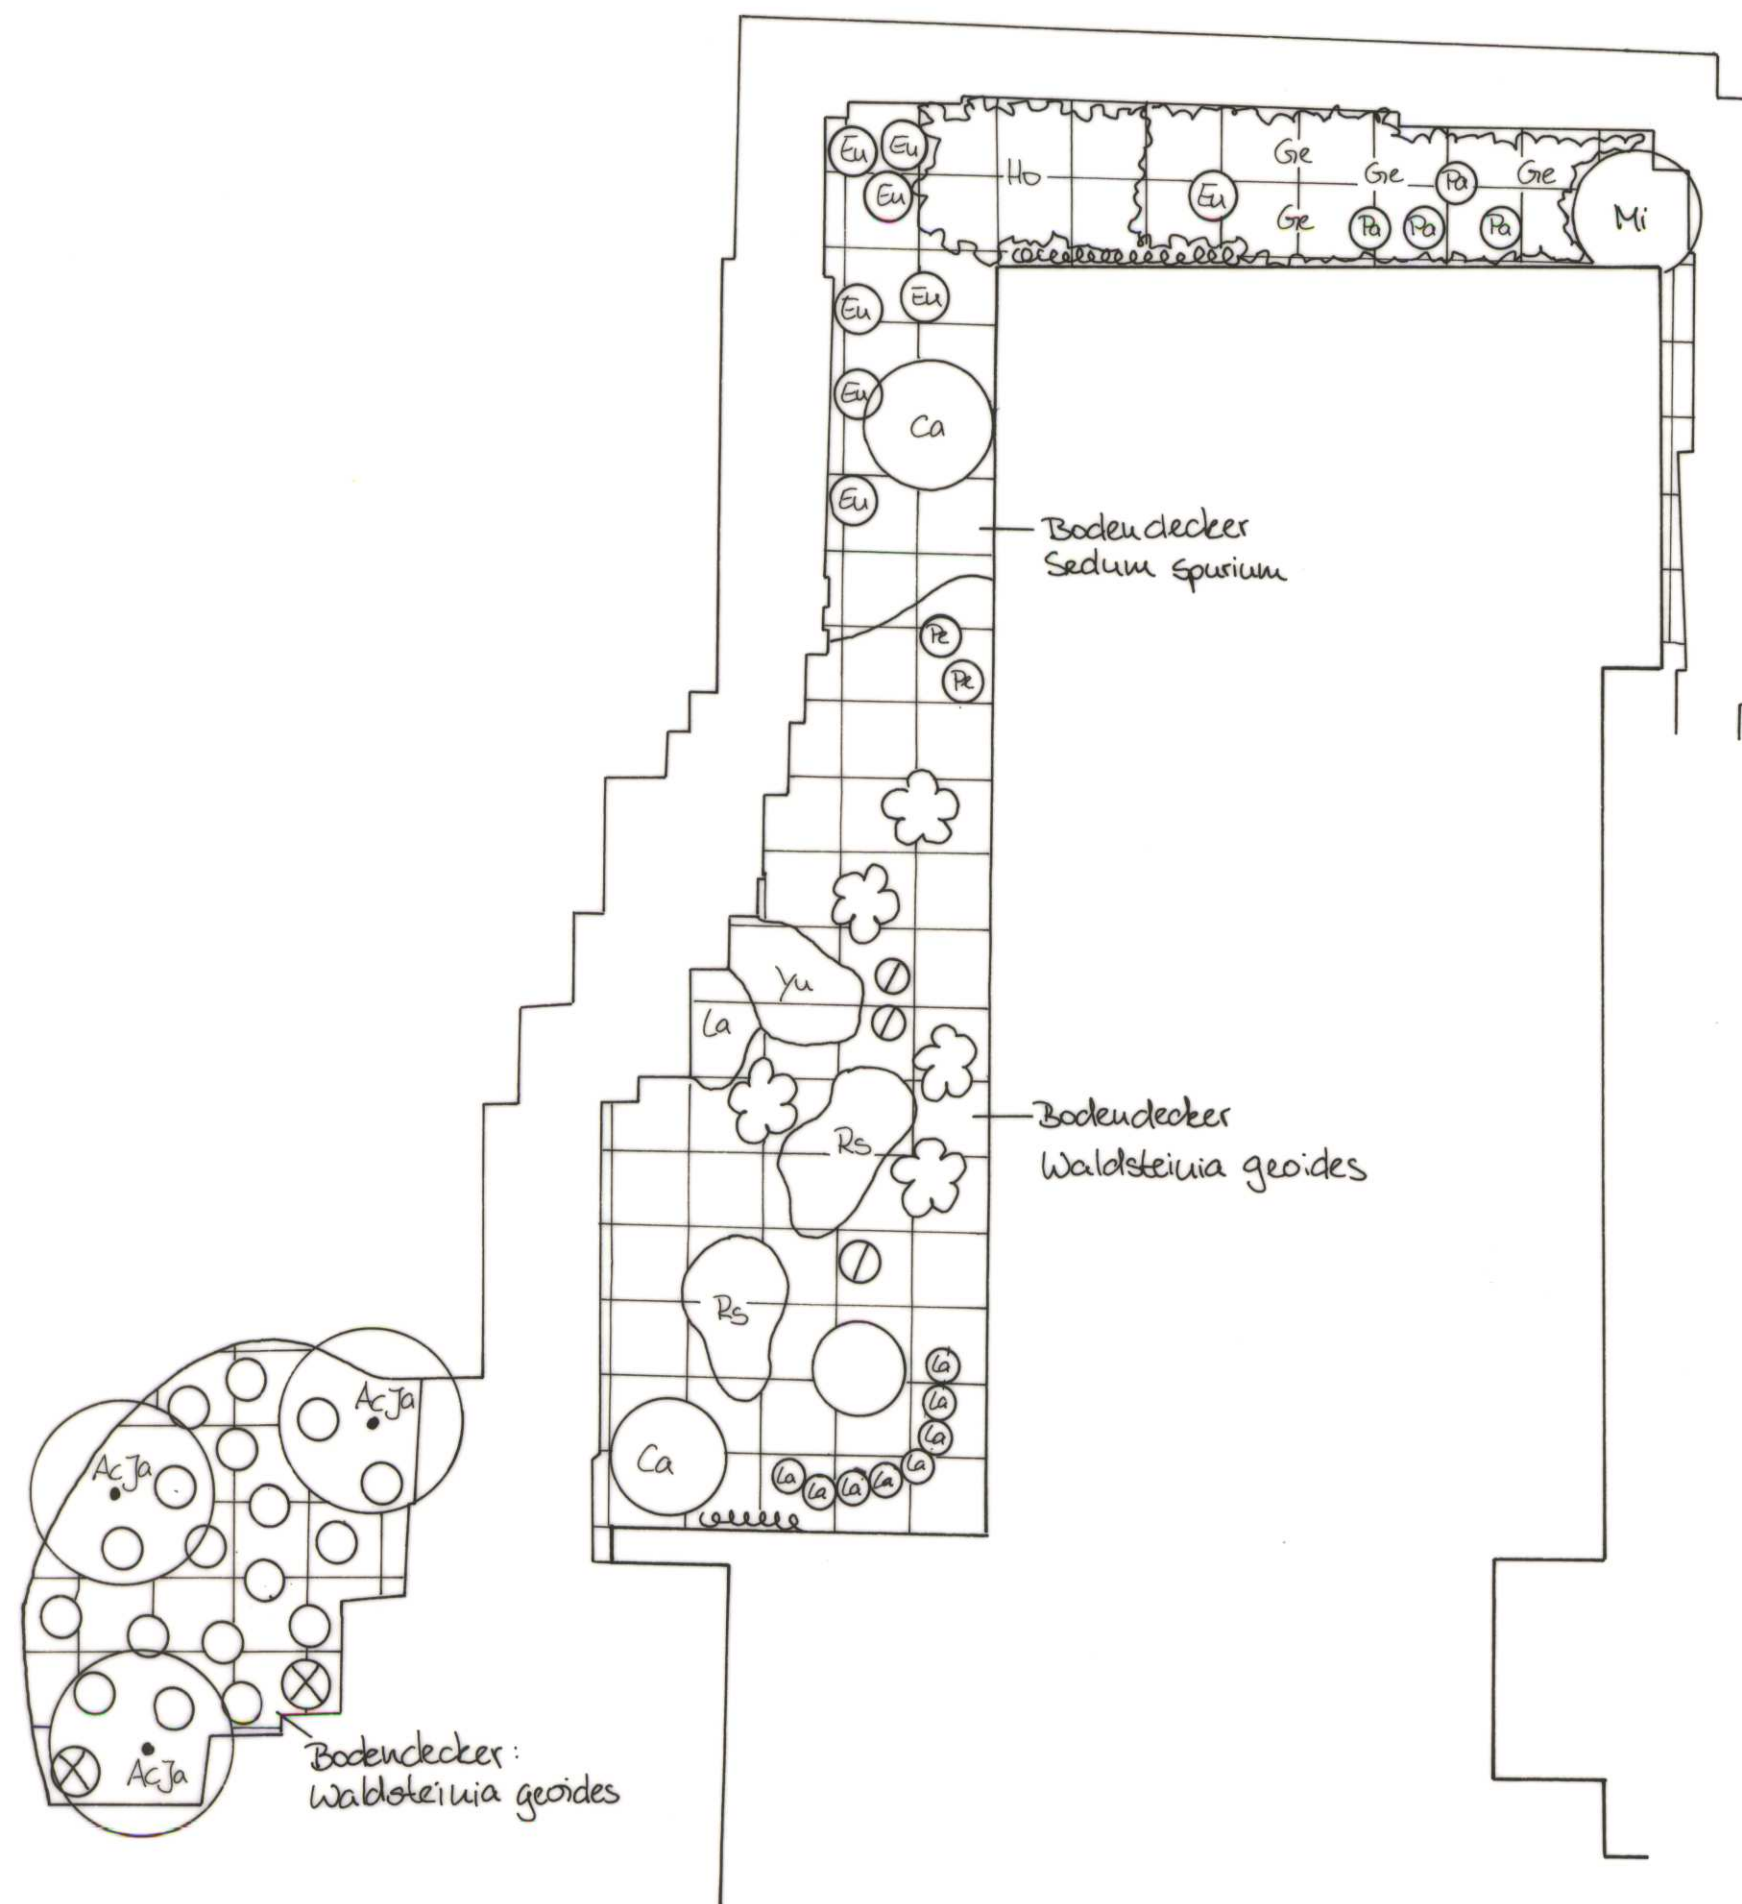 Eu
Eu
Eu
Ho
Eu
Ge
Ge
Ge
Ge
Pa
Pa
Pa
Pa
Mi
Eu
Eu
Eu
Ca
Eu
Bodendecker
Sedum spurium
Pe
Pe
Yu
La
Rs
Bodendecker
Waldsteinia geoides
Rs
La
La
La
La
La
La
La
La
Ca
AcJa
AcJa
AcJa
Bodendecker:
Waldsteinia geoides